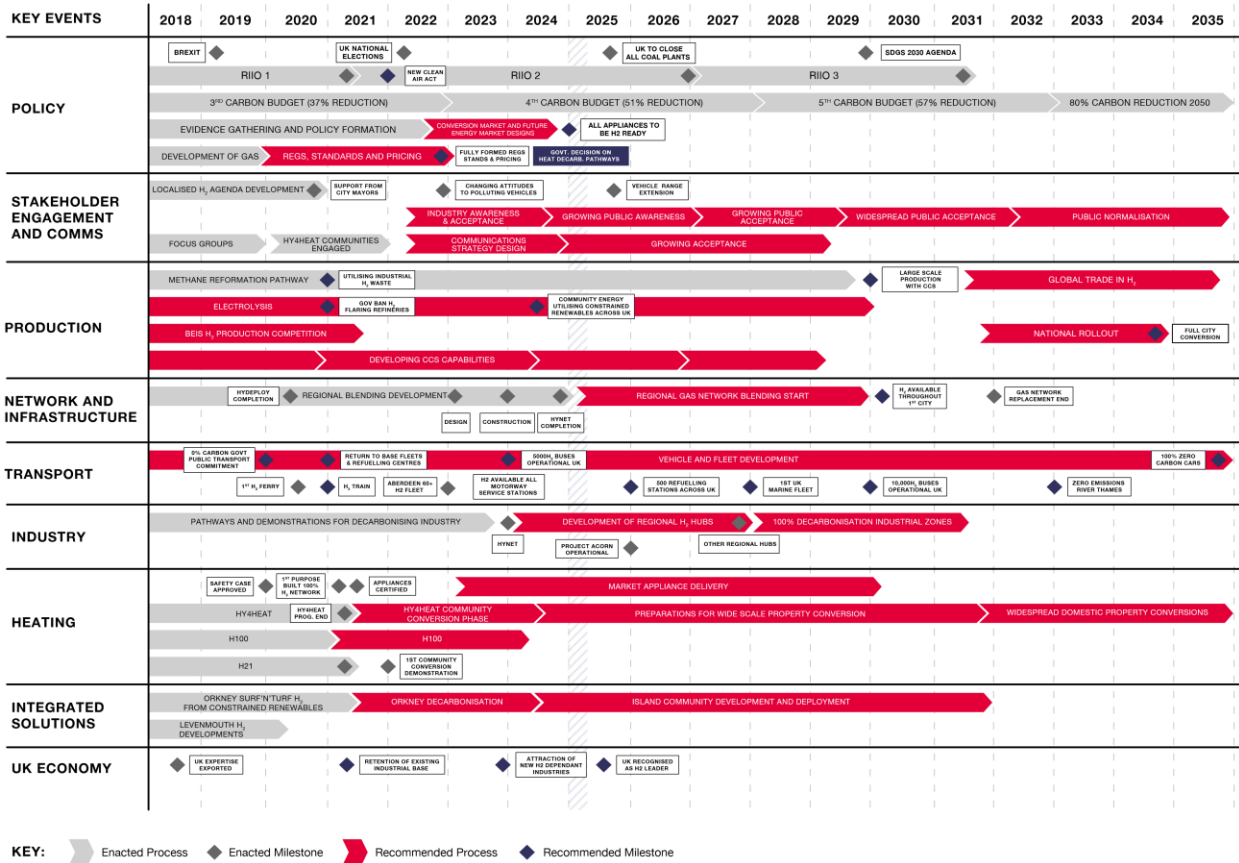 KEY EVENTS 2018 2019 2020 2021 2022 2023 2024 2025 2026 2027 2028 2029 2030 2031 2032 2033 2034 2035
POLICY
BREXIT
UK NATIONAL
ELECTIONS
UK TO CLOSE
ALL COAL PLANTS
SDGS 2030 AGENDA
RIIO 1
NEW CLEAN
AIR ACT
RIIO 2
RIIO 3
3RD CARBON BUDGET (37% REDUCTION)
4TH CARBON BUDGET (51% REDUCTION)
5TH CARBON BUDGET (57% REDUCTION)
80% CARBON REDUCTION 2050
EVIDENCE GATHERING AND POLICY FORMATION
CONVERSION MARKET AND FUTURE
ENERGY MARKET DESIGNS
ALL APPLIANCES TO
BE H2 READY
DEVELOPMENT OF GAS
REGS, STANDARDS AND PRICING
FULLY FORMED REGS
STANDS & PRICING
GOVT. DECISION ON
HEAT DECARB. PATHWAYS
STAKEHOLDER
ENGAGEMENT
AND COMMS
LOCALISED H₂ AGENDA DEVELOPMENT
SUPPORT FROM
CITY MAYORS
CHANGING ATTITUDES
TO POLLUTING VEHICLES
VEHICLE RANGE
EXTENSION
INDUSTRY AWARENESS
& ACCEPTANCE
GROWING PUBLIC AWARENESS
GROWING PUBLIC
ACCEPTANCE
WIDESPREAD PUBLIC ACCEPTANCE
PUBLIC NORMALISATION
FOCUS GROUPS
HY4HEAT COMMUNITIES
ENGAGED
COMMUNICATIONS
STRATEGY DESIGN
GROWING ACCEPTANCE
PRODUCTION
METHANE REFORMATION PATHWAY
UTILISING INDUSTRIAL
H₂ WASTE
LARGE SCALE
PRODUCTION
WITH CCS
GLOBAL TRADE IN H₂
ELECTROLYSIS
GOV BAN H₂
FLARING REFINERIES
COMMUNITY ENERGY
UTILISING CONSTRAINED
RENEWABLES ACROSS UK
BEIS H₂ PRODUCTION COMPETITION
NATIONAL ROLLOUT
FULL CITY
CONVERSION
DEVELOPING CCS CAPABILITIES
NETWORK AND
INFRASTRUCTURE
HYDEPLOY
COMPLETION
REGIONAL BLENDING DEVELOPMENT
REGIONAL GAS NETWORK BLENDING START
H₂ AVAILABLE
THROUGHOUT
1ST CITY
GAS NETWORK
REPLACEMENT END
DESIGN
CONSTRUCTION
HYNET
COMPLETION
TRANSPORT
0% CARBON GOVT
PUBLIC TRANSPORT
COMMITMENT
RETURN TO BASE FLEETS
& REFUELLING CENTRES
5000H₂ BUSES
OPERATIONAL UK
VEHICLE AND FLEET DEVELOPMENT
100% ZERO
CARBON CARS
1ST H₂ FERRY
H₂ TRAIN
ABERDEEN 60+
H2 FLEET
H2 AVAILABLE ALL
MOTORWAY
SERVICE STATIONS
500 REFUELLING
STATIONS ACROSS UK
1ST UK
MARINE FLEET
10,000H₂ BUSES
OPERATIONAL UK
ZERO EMISSIONS
RIVER THAMES
INDUSTRY
PATHWAYS AND DEMONSTRATIONS FOR DECARBONISING INDUSTRY
DEVELOPMENT OF REGIONAL H₂ HUBS
100% DECARBONISATION INDUSTRIAL ZONES
HYNET
PROJECT ACORN
OPERATIONAL
OTHER REGIONAL HUBS
HEATING
SAFETY CASE
APPROVED
1ST PURPOSE
BUILT 100%
H₂ NETWORK
APPLIANCES
CERTIFIED
MARKET APPLIANCE DELIVERY
HY4HEAT
HY4HEAT
PROG. END
HY4HEAT COMMUNITY
CONVERSION PHASE
PREPARATIONS FOR WIDE SCALE PROPERTY CONVERSION
WIDESPREAD DOMESTIC PROPERTY CONVERSIONS
H100
H100
H21
1ST COMMUNITY
CONVERSION
DEMONSTRATION
INTEGRATED
SOLUTIONS
ORKNEY SURF'N'TURF H₂
FROM CONSTRAINED RENEWABLES
ORKNEY DECARBONISATION
ISLAND COMMUNITY DEVELOPMENT AND DEPLOYMENT
LEVENMOUTH H₂
DEVELOPMENTS
UK ECONOMY
UK EXPERTISE
EXPORTED
RETENTION OF EXISTING
INDUSTRIAL BASE
ATTRACTION OF
NEW H2 DEPENDANT
INDUSTRIES
UK RECOGNISED
AS H2 LEADER
KEY: Enacted Process Enacted Milestone Recommended Process Recommended Milestone